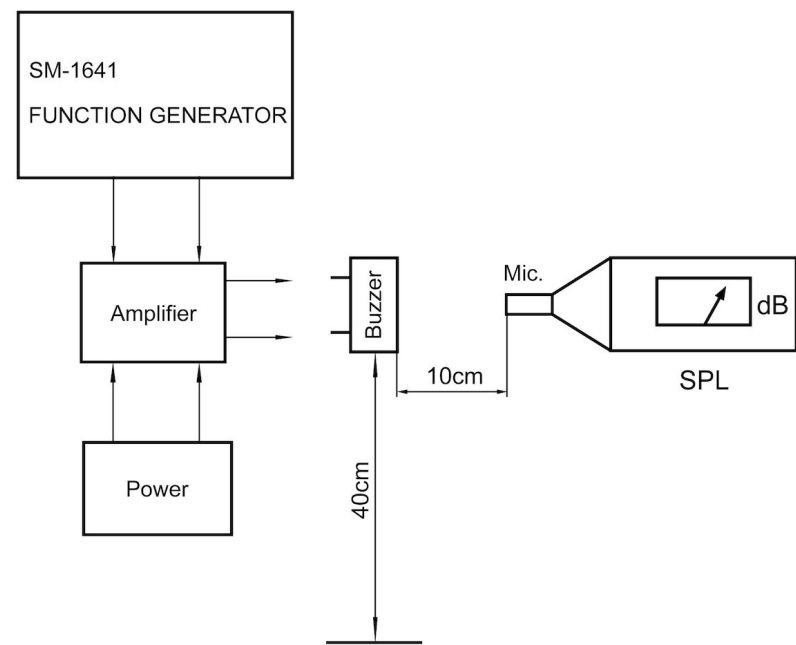 SM-1641
FUNCTION GENERATOR
Amplifier
Power
Buzzer
40cm
10cm
Mic.
dB
SPL